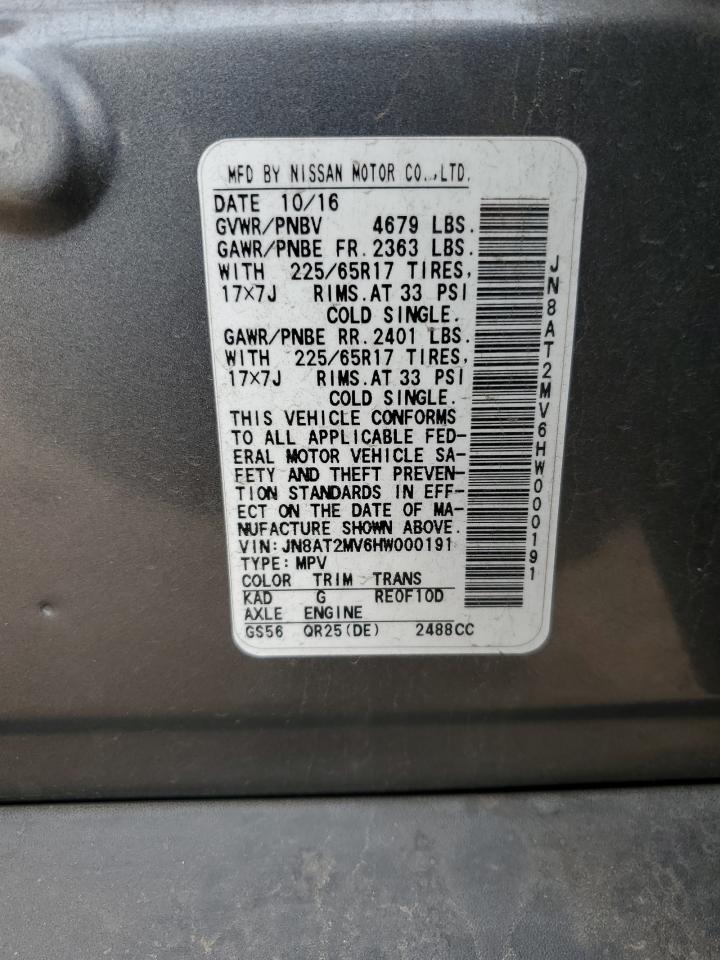 MFD BY NISSAN MOTOR CO.,LTD.
DATE 10/16
GVWR/PNBV 4679 LBS.
GAWR/PNBE FR. 2363 LBS.
WITH 225/65R17 TIRES,
17×7J RIMS.AT 33 PSI
COLD SINGLE.
GAWR/PNBE RR. 2401 LBS.
WITH 225/65R17 TIRES,
17×7J RIMS.AT 33 PSI
COLD SINGLE.
THIS VEHICLE CONFORMS
TO ALL APPLICABLE FED-
ERAL MOTOR VEHICLE SA-
FETY AND THEFT PREVEN-
TION STANDARDS IN EFF-
ECT ON THE DATE OF MA-
NUFACTURE SHOWN ABOVE.
VIN:JN8AT2MV6HW000191
TYPE:MPV
COLOR TRIM TRANS
KAD G RE0F10D
AXLE ENGINE
GS56 QR25(DE) 2488CC
JN8AT2MV6HW000191